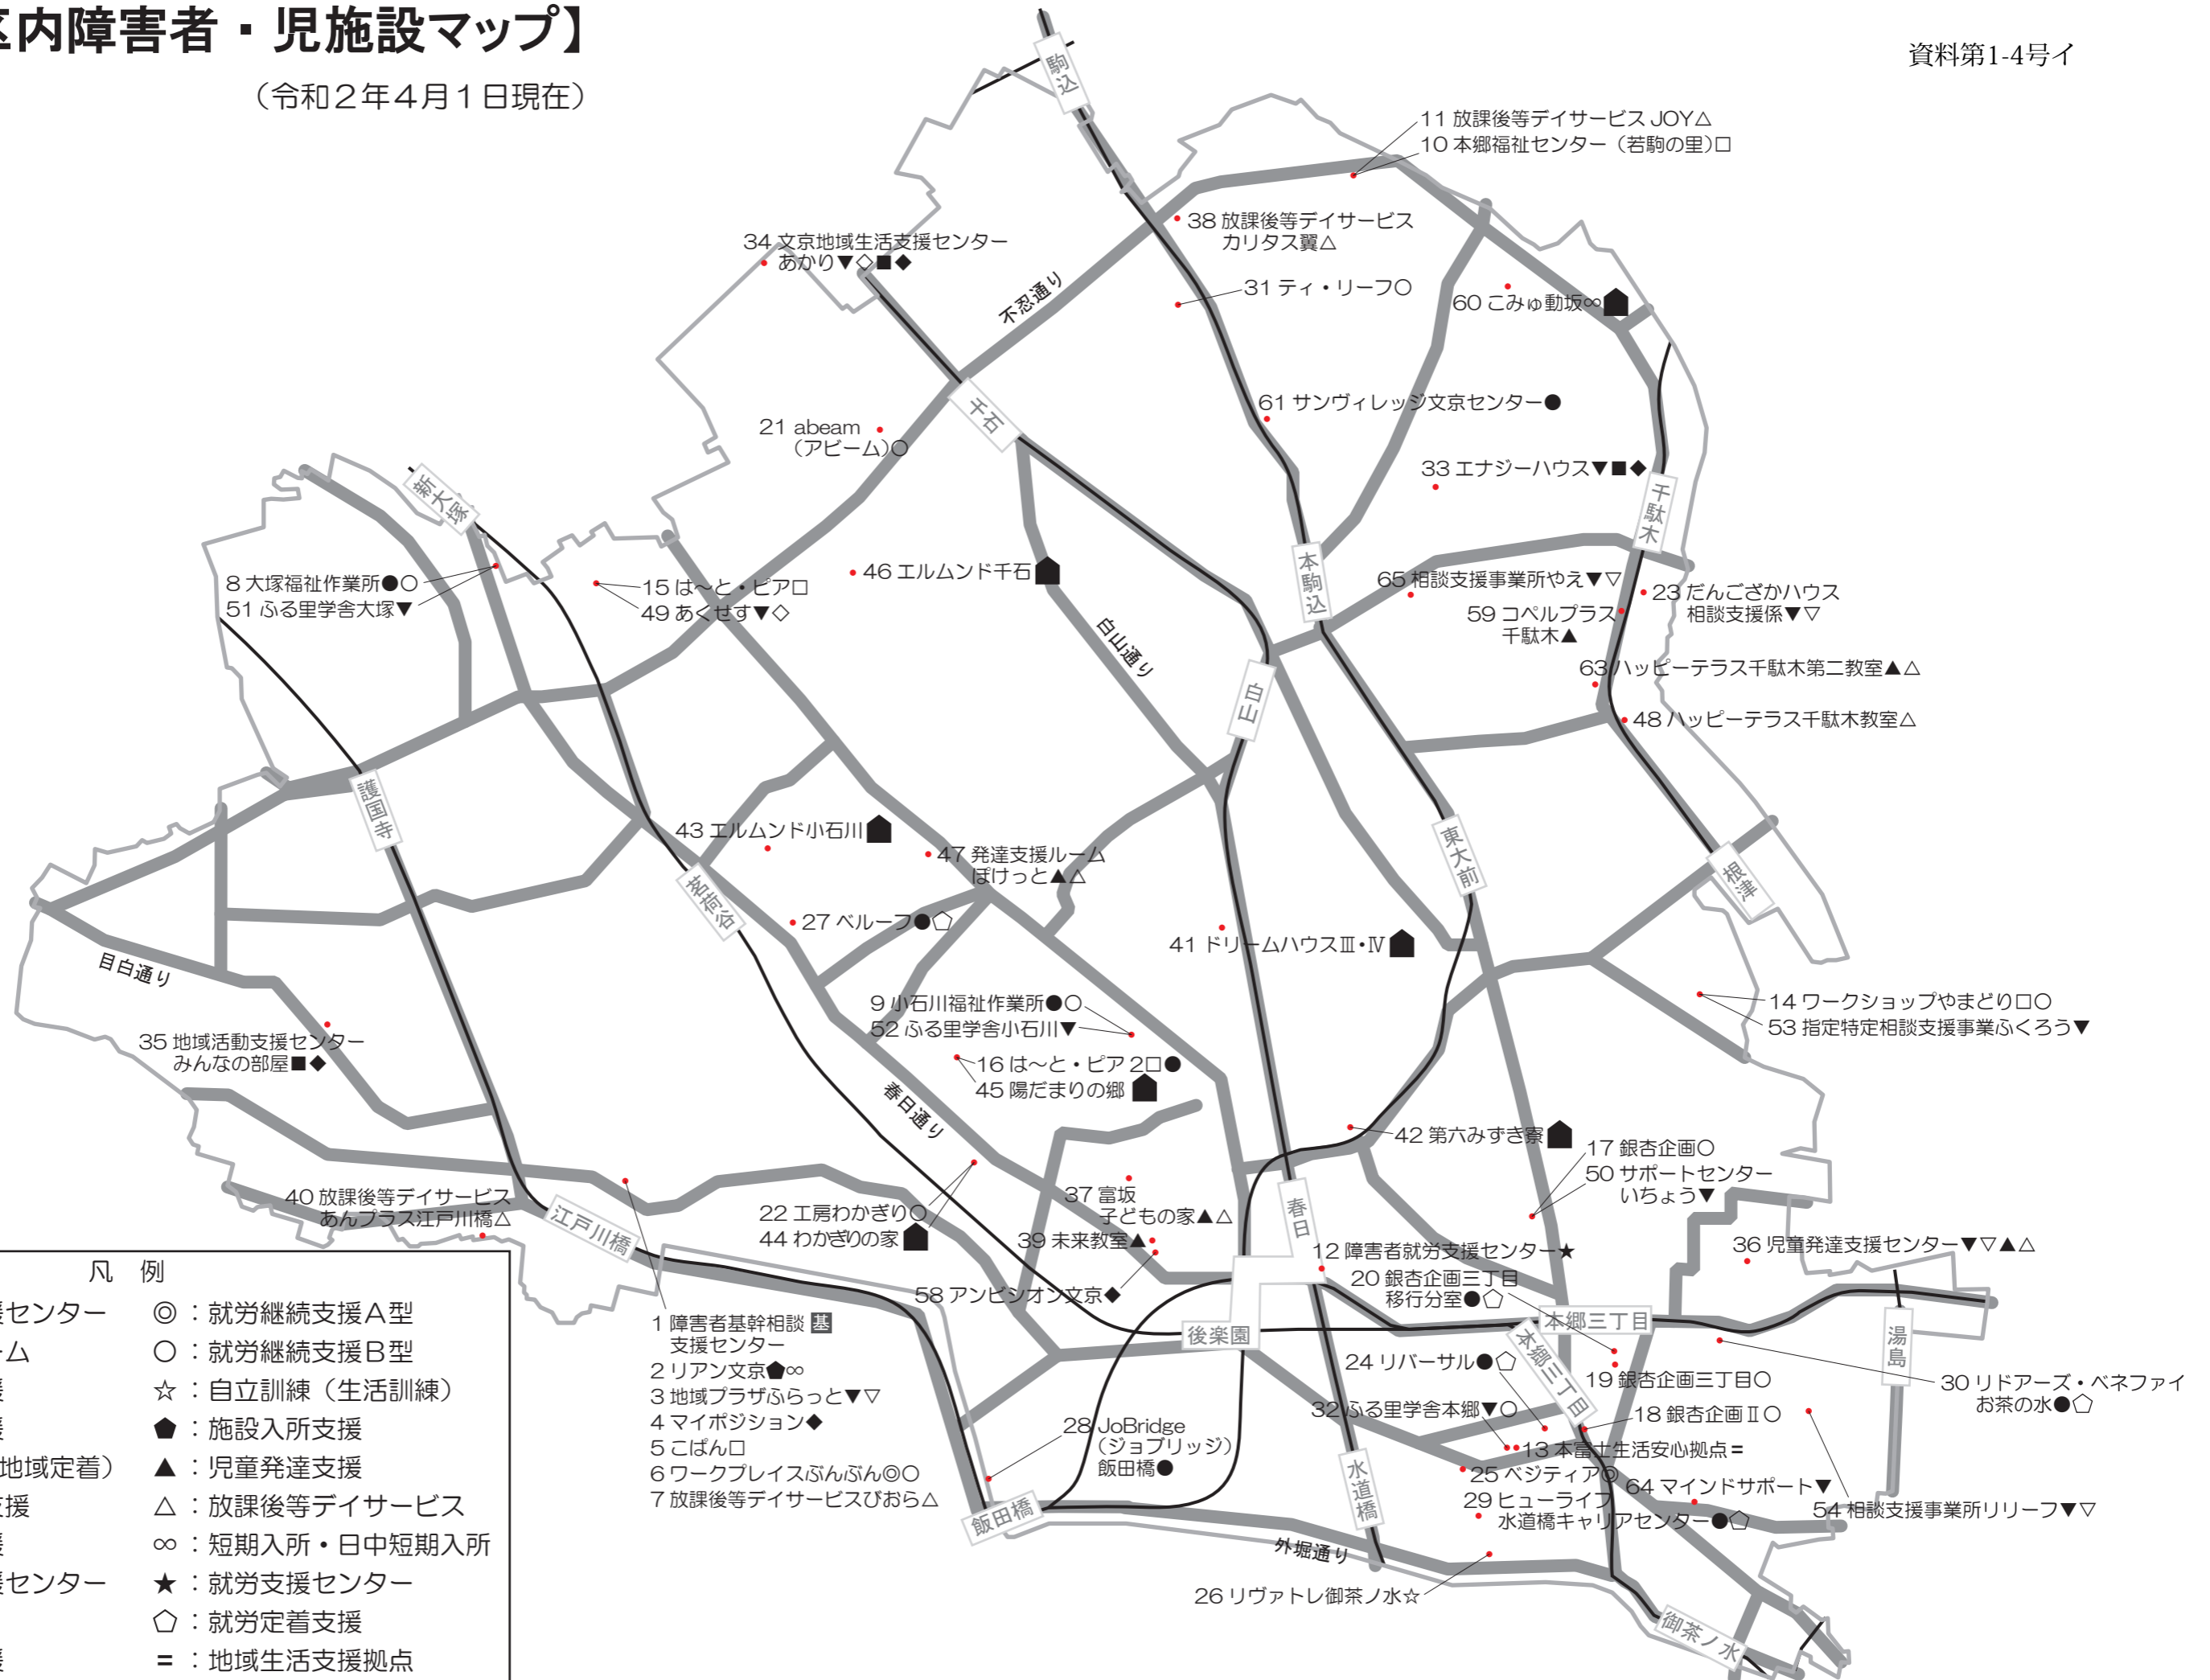 区内障害者・児施設マップ】
（令和２年４月１日現在）
資料第1-4号イ
駒込
11 放課後等デイサービス JOY△
10 本郷福祉センター（若駒の里）□
38 放課後等デイサービス
カリタス翼△
34 文京地域生活支援センター
あかり▼◇■◆
不忍通り
31 ティ・リーフ〇
60 こみゅ動坂∞
61 サンヴィレッジ文京センター●
千石
21 abeam
（アビーム）〇
33 エナジーハウス▼■◆
新大塚
千駄木
本駒込
8 大塚福祉作業所●〇
51 ふる里学舎大塚▼
15 は〜と・ピア□
49 あくせす▼◇
46 エルムンド千石
65 相談支援事業所やえ▼▽
23 だんござかハウス
相談支援係▼▽
59 コペルプラス
千駄木▲
白山通り
63 ハッピーテラス千駄木第二教室▲△
白山
48 ハッピーテラス千駄木教室△
護国寺
43 エルムンド小石川
47 発達支援ルーム
ぽけっと▲△
東大前
根津
茗荷谷
27 ベルーフ●⬠
41 ドリームハウスⅢ・Ⅳ
目白通り
9 小石川福祉作業所●〇
52 ふる里学舎小石川▼
14 ワークショップやまどり□〇
53 指定特定相談支援事業ふくろう▼
35 地域活動支援センター
みんなの部屋■◆
16 は〜と・ピア 2□●
45 陽だまりの郷
春日通り
42 第六みずき寮
17 銀杏企画〇
50 サポートセンター
いちょう▼
40 放課後等デイサービス
あんプラス江戸川橋△
江戸川橋
22 工房わかぎり〇
44 わかぎりの家
37 富坂
子どもの家▲△
39 未来教室▲
春日
12 障害者就労支援センター★
36 児童発達支援センター▼▽▲△
20 銀杏企画三丁目
移行分室●⬠
58 アンビシオン文京◆
1 障害者基幹相談 基
支援センター
2 リアン文京⬟∞
3 地域プラザふらっと▼▽
4 マイポジション◆
5 こぱん□
6 ワークプレイスぶんぶん◎〇
7 放課後等デイサービスびおら△
後楽園
本郷三丁目
本郷三丁目
湯島
24 リバーサル●⬠
19 銀杏企画三丁目〇
30 リドアーズ・ベネファイ
お茶の水●⬠
32 ふる里学舎本郷▼〇
18 銀杏企画Ⅱ〇
28 JoBridge
（ジョブリッジ）
飯田橋●
13 本富士生活安心拠点=
25 ベジティア◎
64 マインドサポート▼
54 相談支援事業所リリーフ▼▽
29 ヒューライフ
水道橋キャリアセンター●⬠
水道橋
飯田橋
外堀通り
26 リヴァトレ御茶ノ水☆
御茶ノ水
凡 例
援センター ◎：就労継続支援Ａ型
ーム 〇：就労継続支援Ｂ型
援 ☆：自立訓練（生活訓練）
援 ⬟：施設入所支援
地域定着） ▲：児童発達支援
支援 △：放課後等デイサービス
援 ∞：短期入所・日中短期入所
援センター ★：就労支援センター
⬠：就労定着支援
援 =：地域生活支援拠点